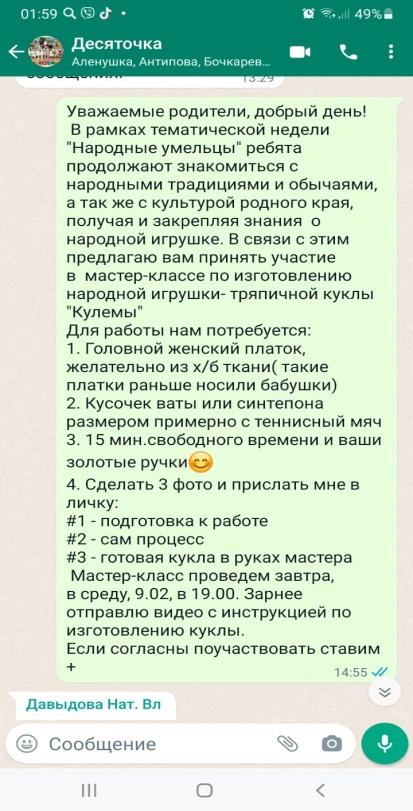 01:59
49%
Десяточка
Аленушка, Антипова, Бочкарев...
13:29
Уважаемые родители, добрый день!
В рамках тематической недели
"Народные умельцы" ребята
продолжают знакомиться с
народными традициями и обычаями,
а так же с культурой родного края,
получая и закрепляя знания о
народной игрушке. В связи с этим
предлагаю вам принять участие
в мастер-классе по изготовлению
народной игрушки- тряпичной куклы
"Кулемы"
Для работы нам потребуется:
1. Головной женский платок,
желательно из х/б ткани( такие
платки раньше носили бабушки)
2. Кусочек ваты или синтепона
размером примерно с теннисный мяч
3. 15 мин.свободного времени и ваши
золотые ручки😊
4. Сделать 3 фото и прислать мне в
личку:
#1 - подготовка к работе
#2 - сам процесс
#3 - готовая кукла в руках мастера
Мастер-класс проведем завтра,
в среду, 9.02, в 19.00. Зарнее
отправлю видео с инструкцией по
изготовлению куклы.
Если согласны поучаствовать ставим
+
14:55
Давыдова Нат. Вл
Сообщение